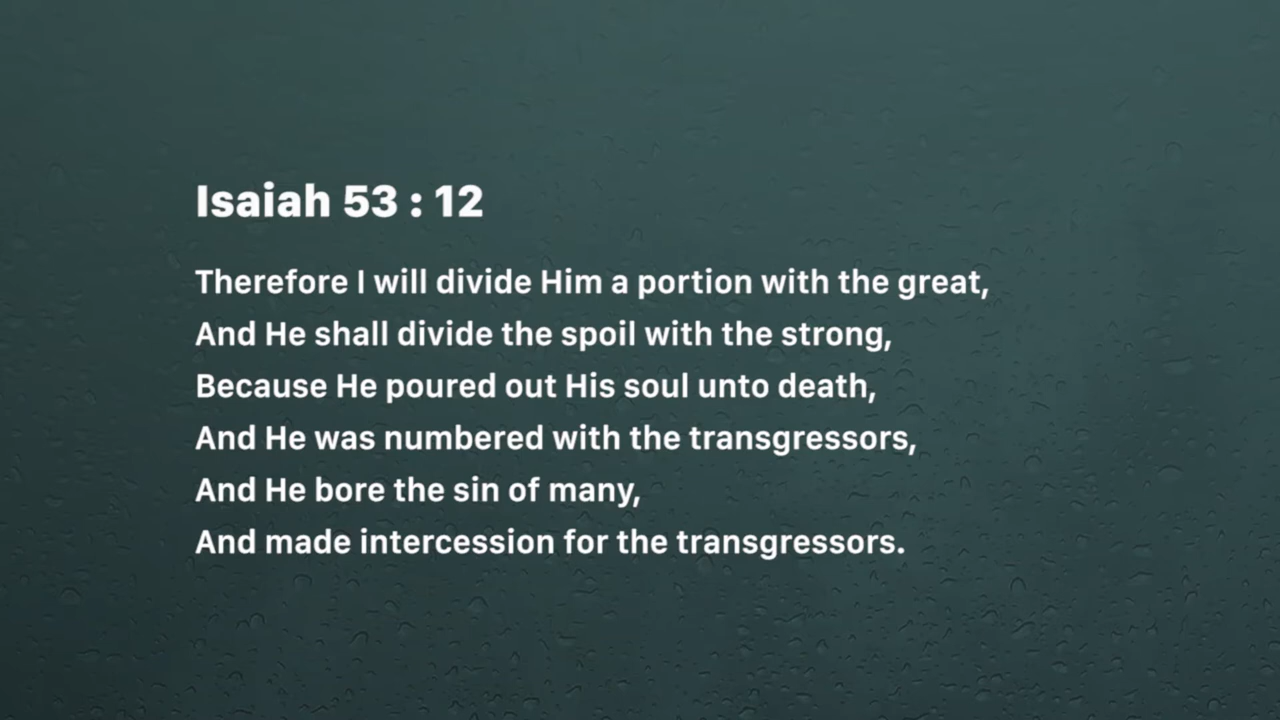 Isaiah 53 : 12
Therefore I will divide Him a portion with the great,
And He shall divide the spoil with the strong,
Because He poured out His soul unto death,
And He was numbered with the transgressors,
And He bore the sin of many,
And made intercession for the transgressors.